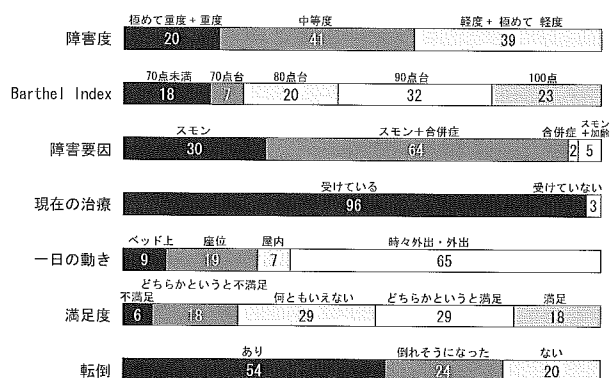 極めて重度+重度 中等度 軽度+極めて 軽度
障害度 20 41 39
70点未満 70点台 80点台 90点台 100点
Barthel Index 18 7 20 32 23
スモン スモン+合併症 合併症 スモン+加齢
障害要因 30 64 2 5
受けている 受けていない
現在の治療 96 3
ベッド上 座位 屋内 時々外出・外出
一日の動き 9 19 7 65
不満足 どちらかというと不満足 何ともいえない どちらかというと満足 満足
満足度 6 18 29 29 18
あり 倒れそうになった ない
転倒 54 24 20